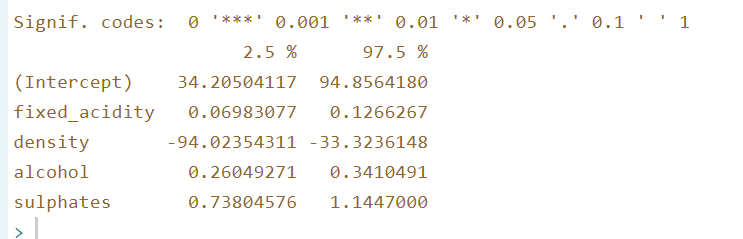 Signif. codes:  0 '***' 0.001 '**' 0.01 '*' 0.05 '.' 0.1 ' ' 1
                    2.5 %      97.5 %
(Intercept)    34.20504117  94.8564180
fixed_acidity   0.06983077   0.1266267
density       -94.02354311 -33.3236148
alcohol         0.26049271   0.3410491
sulphates       0.73804576   1.1447000
>